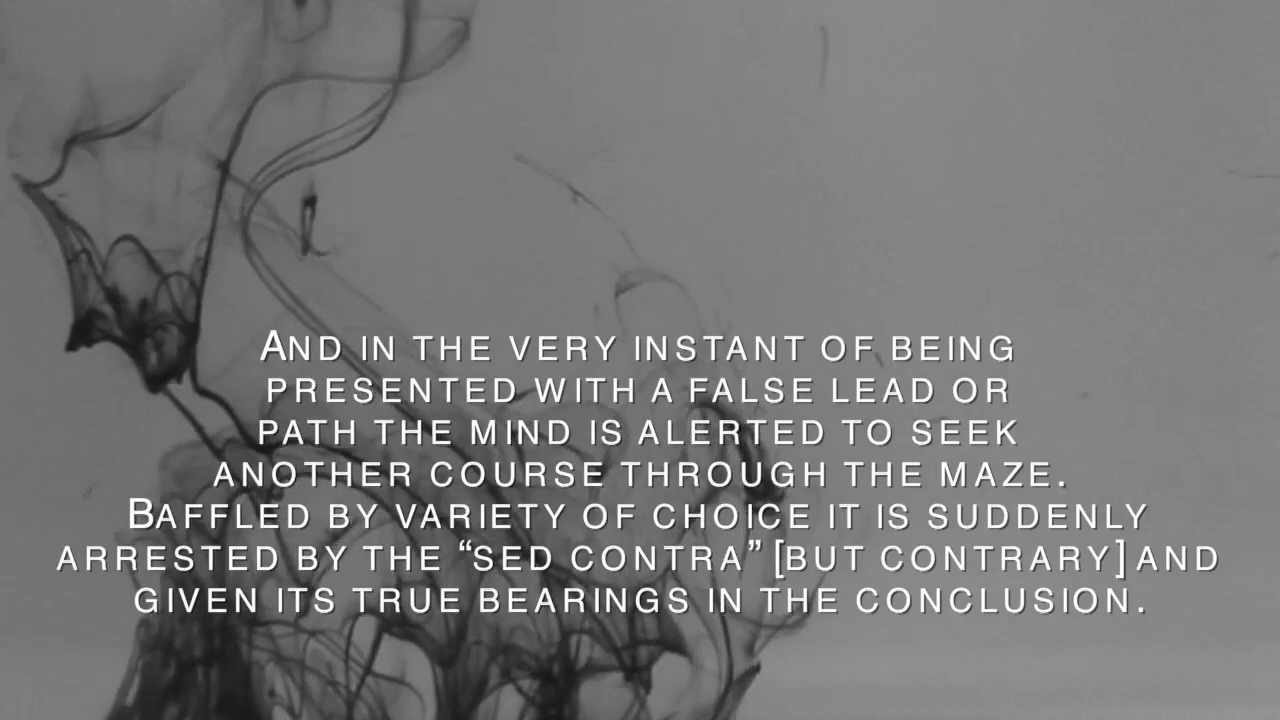 And in the very instant of being
presented with a false lead or
path the mind is alerted to seek
another course through the maze.
Baffled by variety of choice it is suddenly
arrested by the “sed contra” [but contrary] and
given its true bearings in the conclusion.